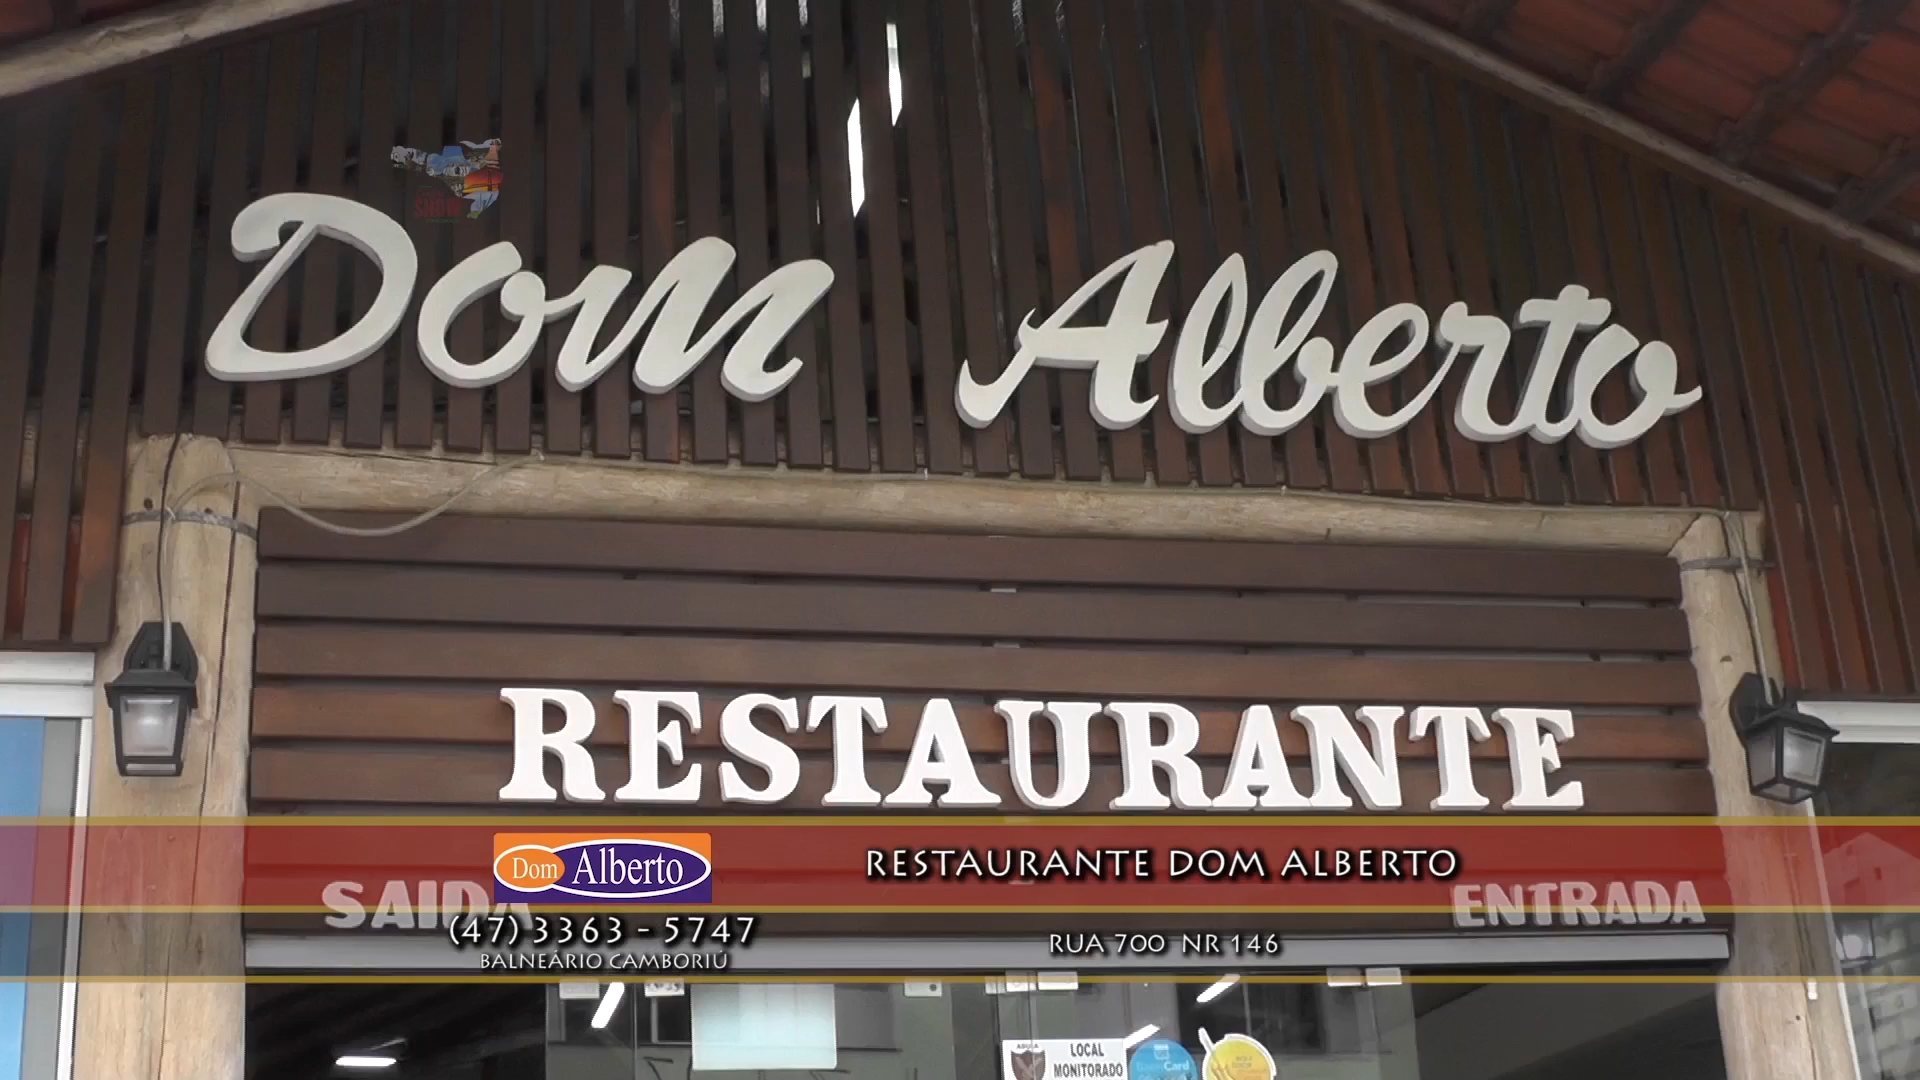 SHOW
Dom Alberto
RESTAURANTE
Dom Alberto
RESTAURANTE DOM ALBERTO
SAIDA
ENTRADA
(47) 3363 - 5747
BALNEÁRIO CAMBORIÚ
RUA 700 NR 146
LOCAL
MONITORADO